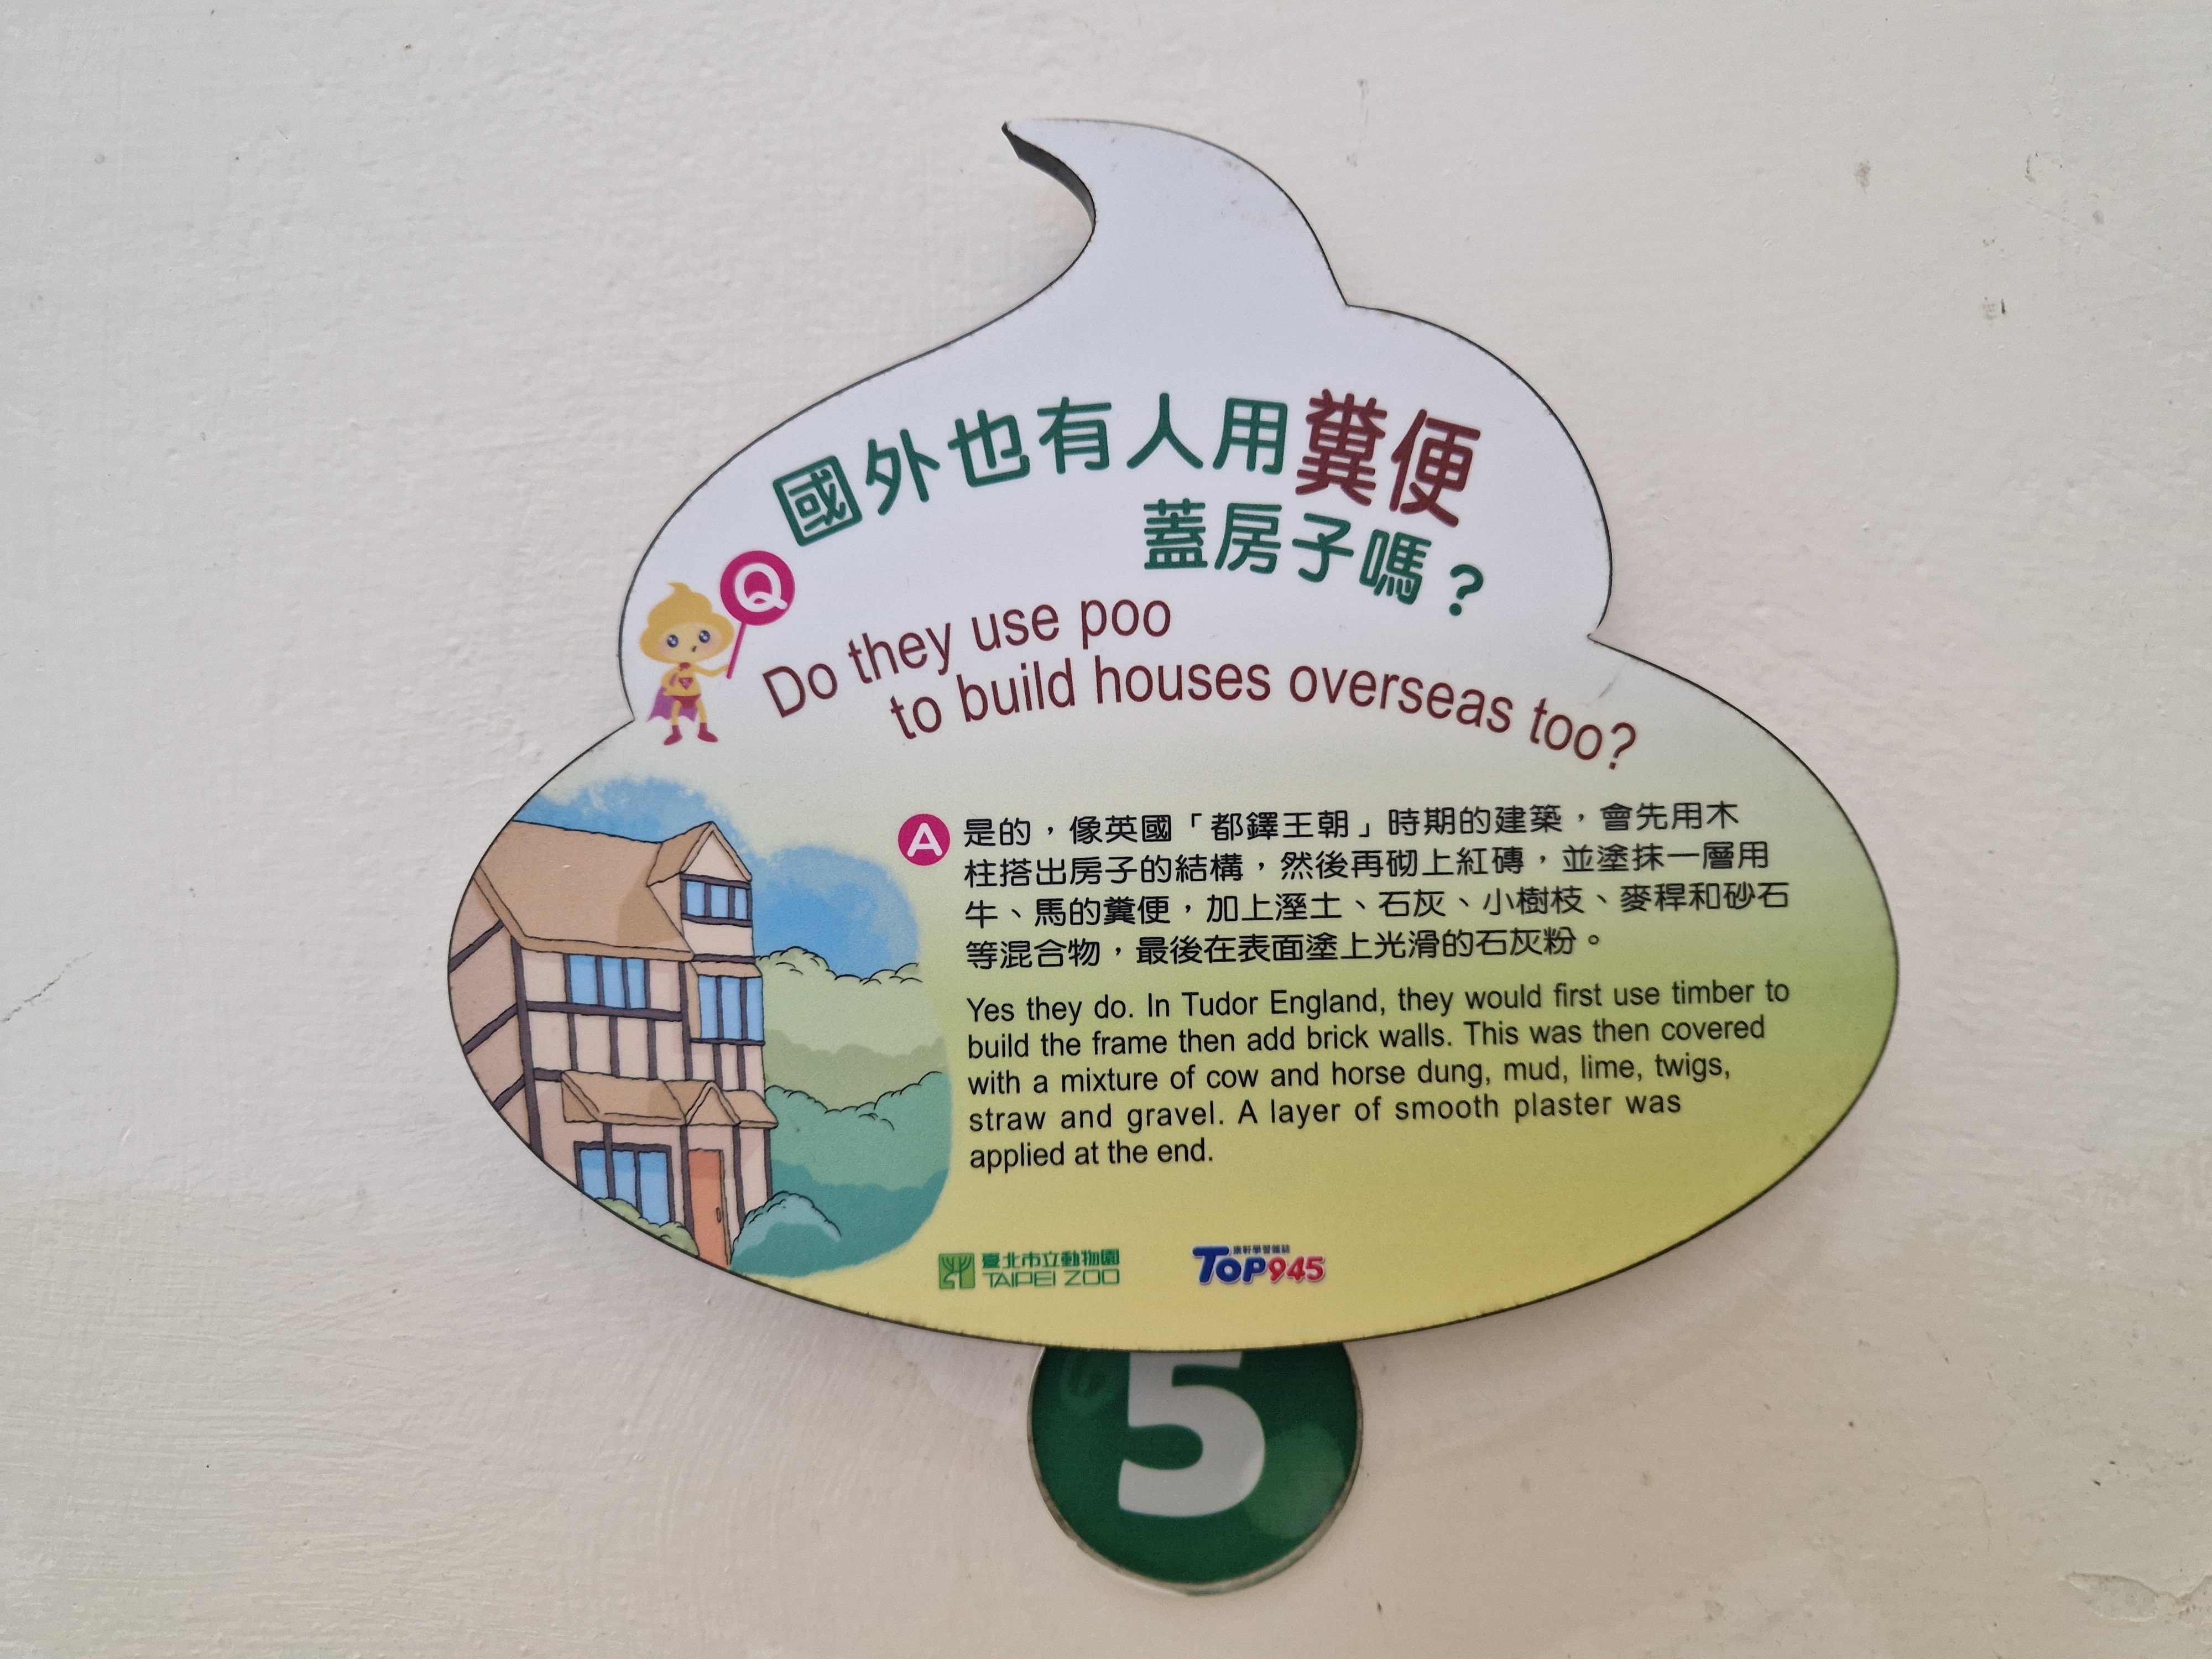 國外也有人用糞便
蓋房子嗎？
Q
Do they use poo
to build houses overseas too?
A
是的，像英國「都鐸王朝」時期的建築，會先用木
柱搭出房子的結構，然後再砌上紅磚，並塗抹一層用
牛、馬的糞便，加上溼土、石灰、小樹枝、麥稈和砂石
等混合物，最後在表面塗上光滑的石灰粉。
Yes they do. In Tudor England, they would first use timber to
build the frame then add brick walls. This was then covered
with a mixture of cow and horse dung, mud, lime, twigs,
straw and gravel. A layer of smooth plaster was
applied at the end.
臺北市立動物園
TAIPEI ZOO
康軒學習雜誌
TOP945
5